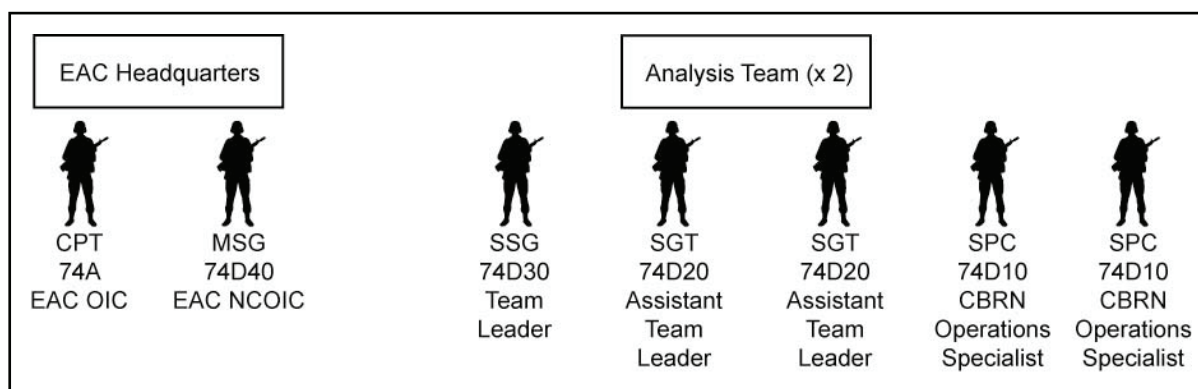 EAC Headquarters
Analysis Team (x 2)
CPT
74A
EAC OIC
MSG
74D40
EAC NCOIC
SSG
74D30
Team
Leader
SGT
74D20
Assistant
Team
Leader
SGT
74D20
Assistant
Team
Leader
SPC
74D10
CBRN
Operations
Specialist
SPC
74D10
CBRN
Operations
Specialist